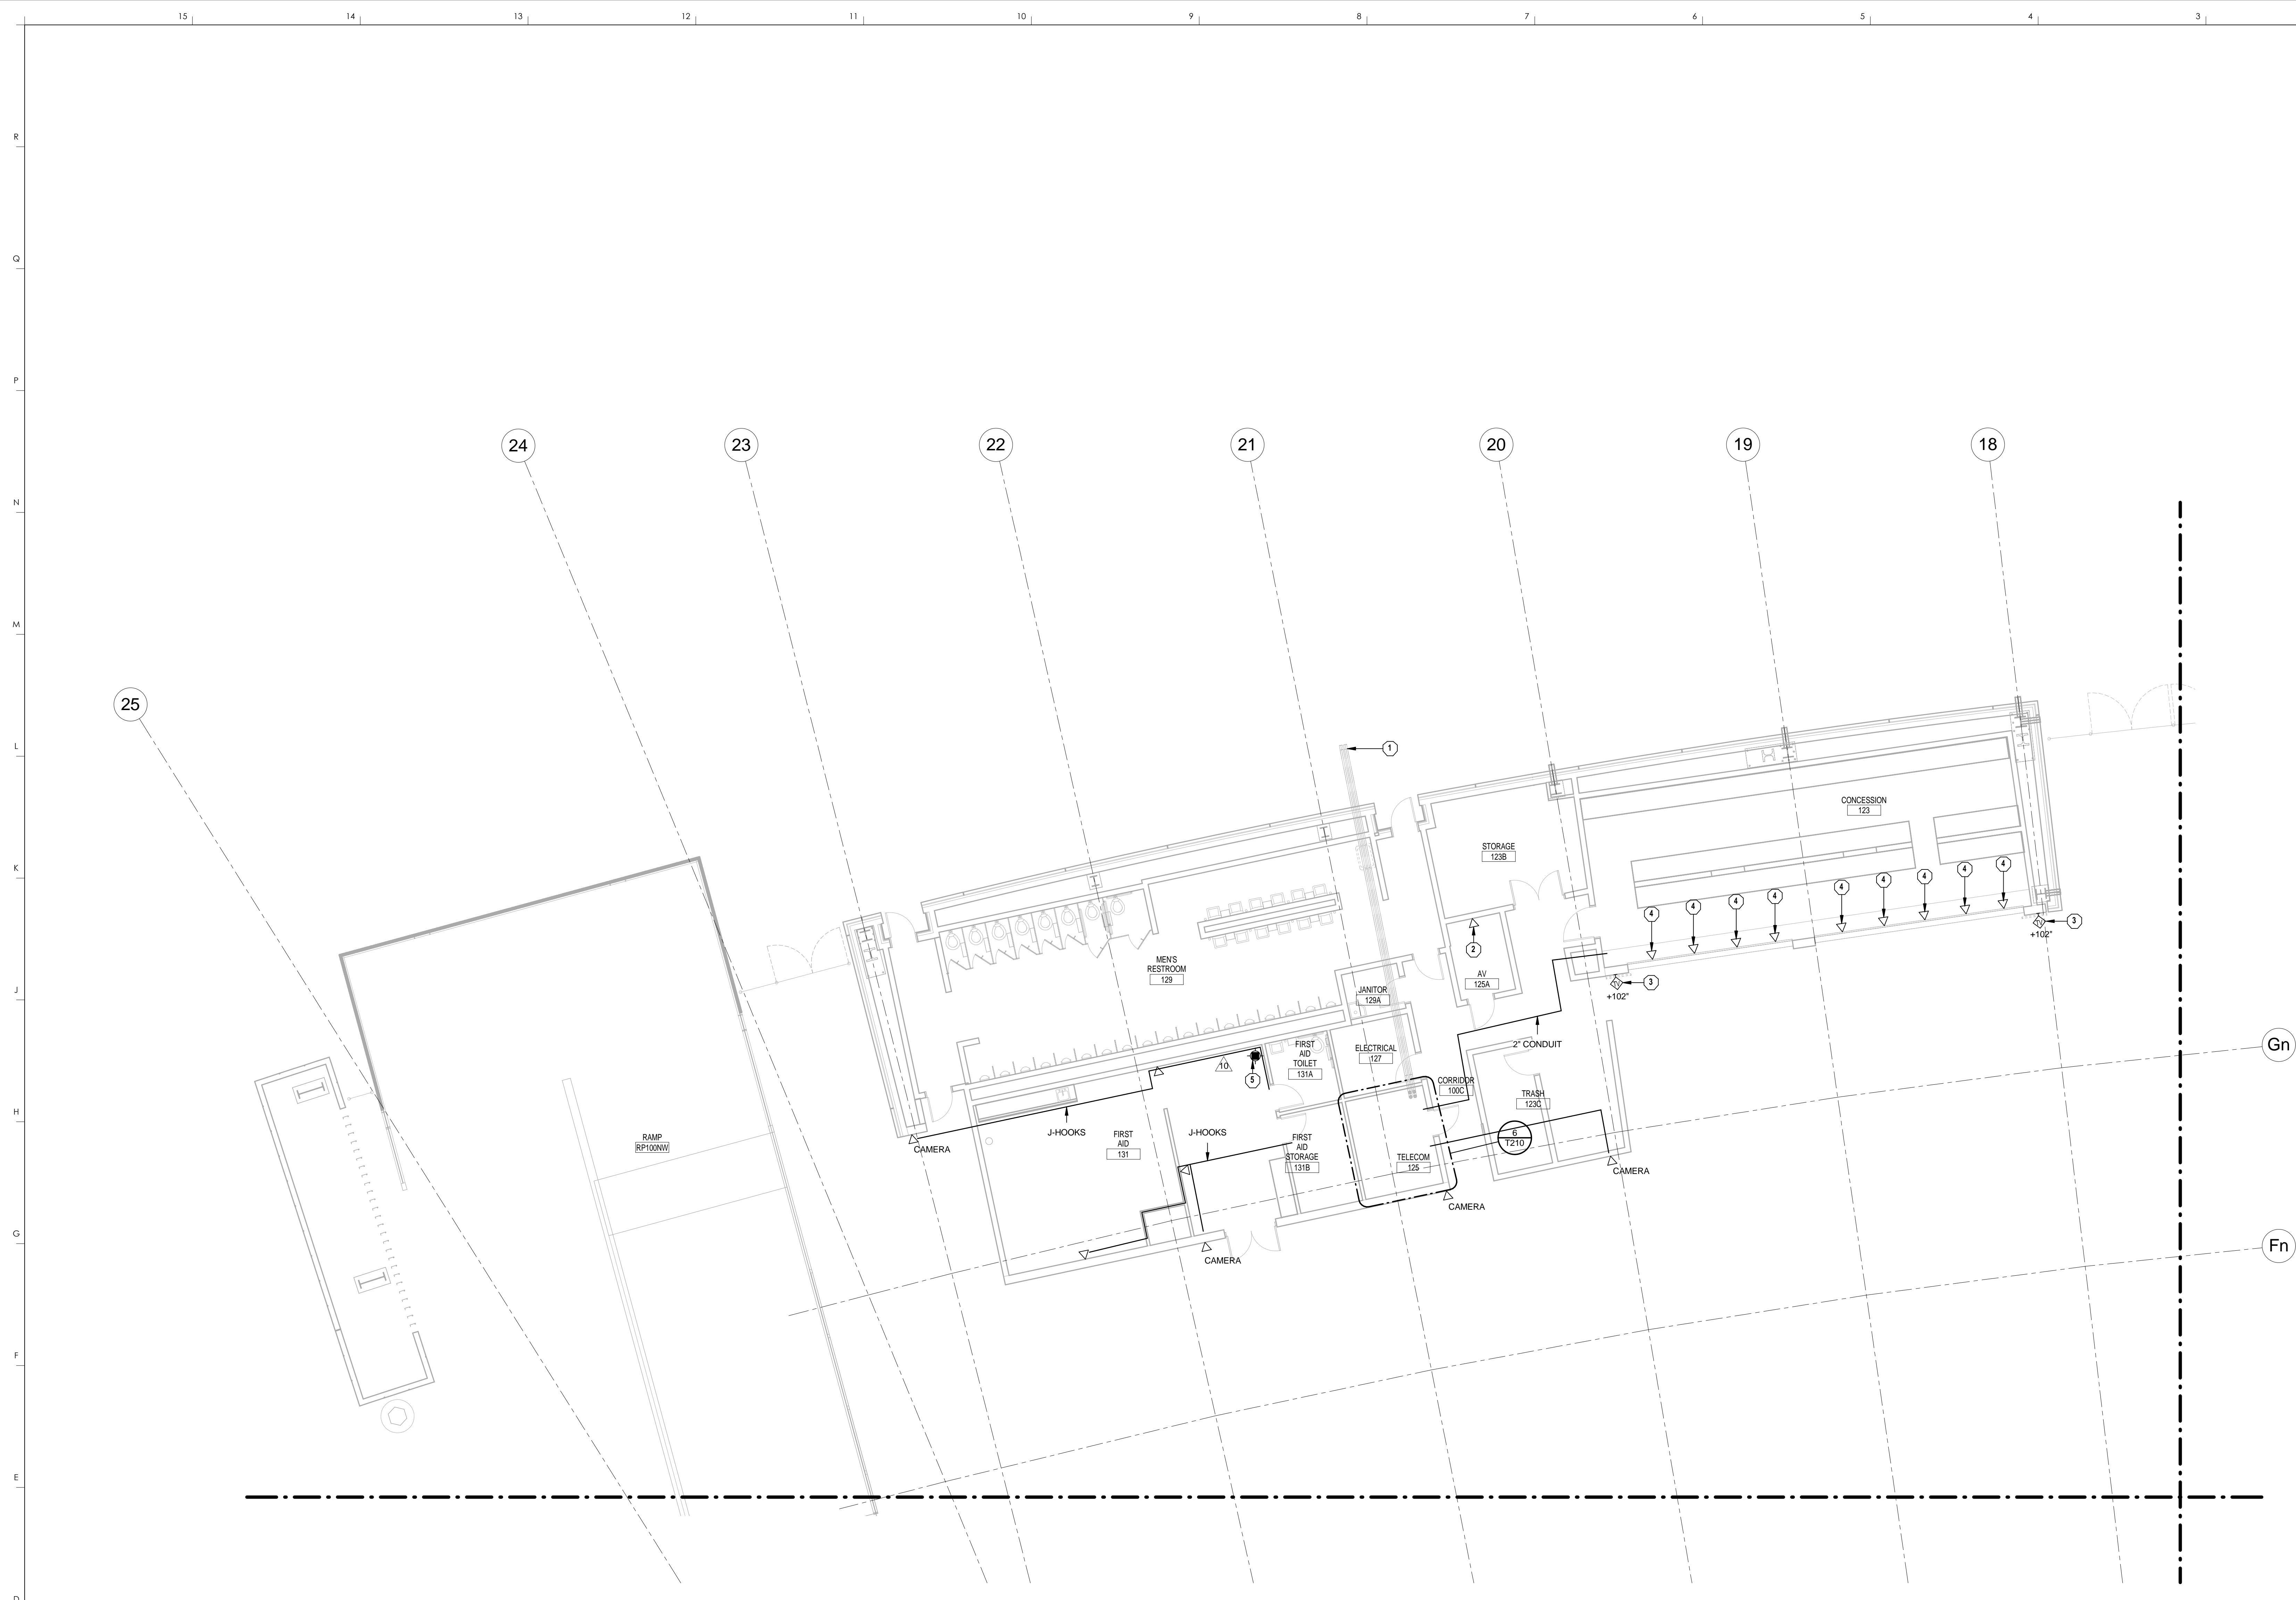 15 14 13 12 11 10 9 8 7 6 5 4 3
R
Q
P
24 23 22 21 20 19 18
N
M
25
L
1
CONCESSION
123
STORAGE
123B
K
4 4 4 4 4 4 4 4 4
3
+102"
2
MEN'S
RESTROOM
129
AV
125A
3
+102"
J
JANITOR
129A
2" CONDUIT
Gn
ELECTRICAL
127
FIRST
AID
TOILET
131A
10
5
CORRIDOR
100C
TRASH
123C
H
J-HOOKS
J-HOOKS
RAMP
RP100NW
CAMERA
FIRST
AID
131
FIRST
AID
STORAGE
131B
6
T210
TELECOM
125
CAMERA
CAMERA
G
CAMERA
Fn
F
E
D
TV
TV